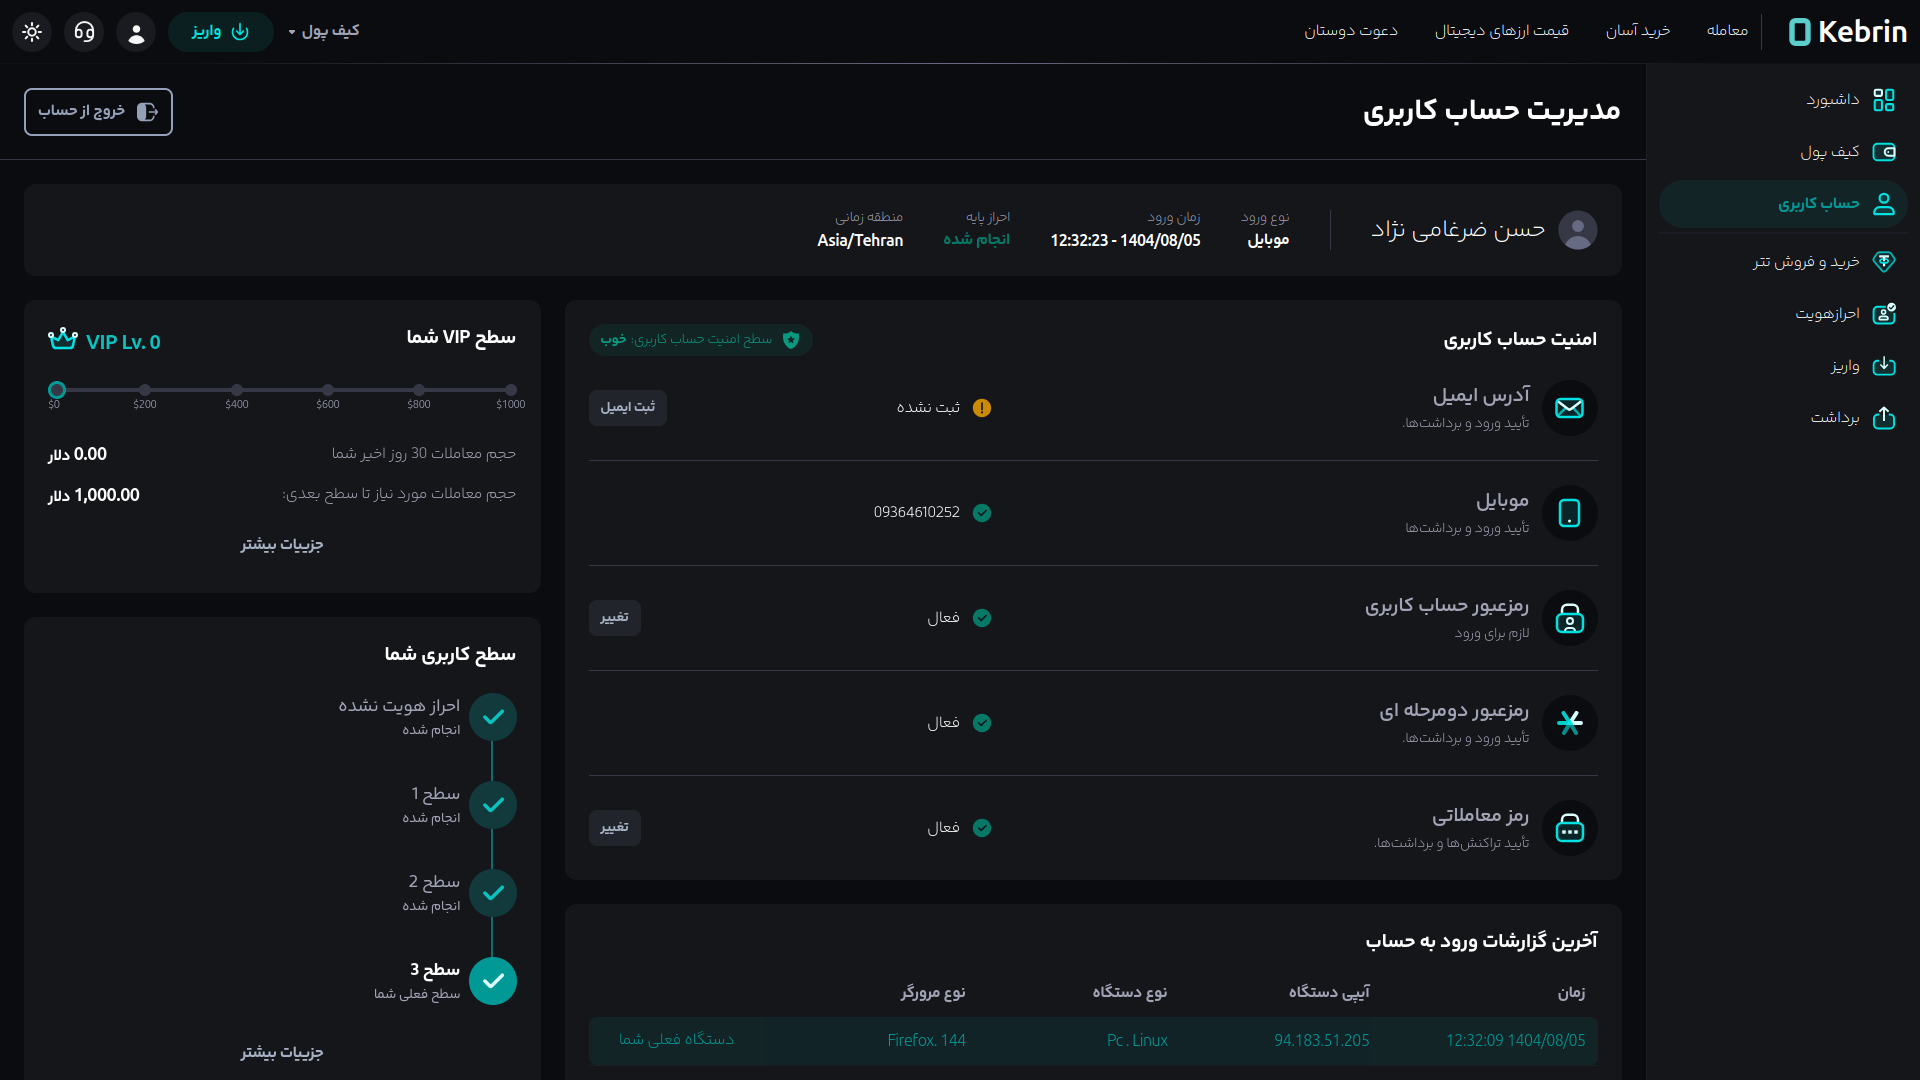 Kebrin
معامله
خرید آسان
قیمت ارزهای دیجیتال
دعوت دوستان
کیف پول
واریز
داشبورد
کیف پول
حساب کاربری
خرید و فروش تتر
احرازهویت
واریز
برداشت
مدیریت حساب کاربری
خروج از حساب
حسن ضرغامی نژاد
نوع ورود
موبایل
زمان ورود
12:32:23 - 1404/08/05
احراز پایه
انجام شده
منطقه زمانی
Asia/Tehran
امنیت حساب کاربری
سطح امنیت حساب کاربری: خوب
آدرس ایمیل
تأیید ورود و برداشت‌ها.
ثبت نشده
ثبت ایمیل
موبایل
تأیید ورود و برداشت‌ها
09364610252
رمزعبور حساب کاربری
لازم برای ورود
فعال
تغییر
رمزعبور دومرحله ای
تأیید ورود و برداشت‌ها.
فعال
رمز معاملاتی
تأیید تراکنش‌ها و برداشت‌ها.
فعال
تغییر
آخرین گزارشات ورود به حساب
زمان
آیپی دستگاه
نوع دستگاه
نوع مرورگر
12:32:09 1404/08/05
94.183.51.205
Pc . Linux
Firefox. 144
دستگاه فعلی شما
سطح VIP شما
VIP Lv. 0
$0
$200
$400
$600
$800
$1000
حجم معاملات 30 روز اخیر شما
0.00 دلار
حجم معاملات مورد نیاز تا سطح بعدی:
1,000.00 دلار
جزییات بیشتر
سطح کاربری شما
احراز هویت نشده
انجام شده
سطح 1
انجام شده
سطح 2
انجام شده
سطح 3
سطح فعلی شما
جزییات بیشتر